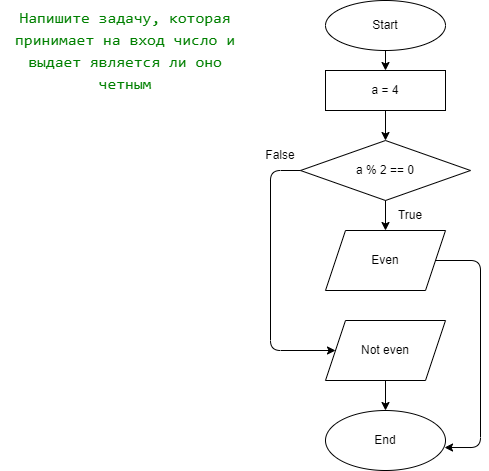 Напишите задачу, которая
принимает на вход число и
выдает является ли оно
четным
Start
a = 4
False
a % 2 == 0
True
Even
Not even
End